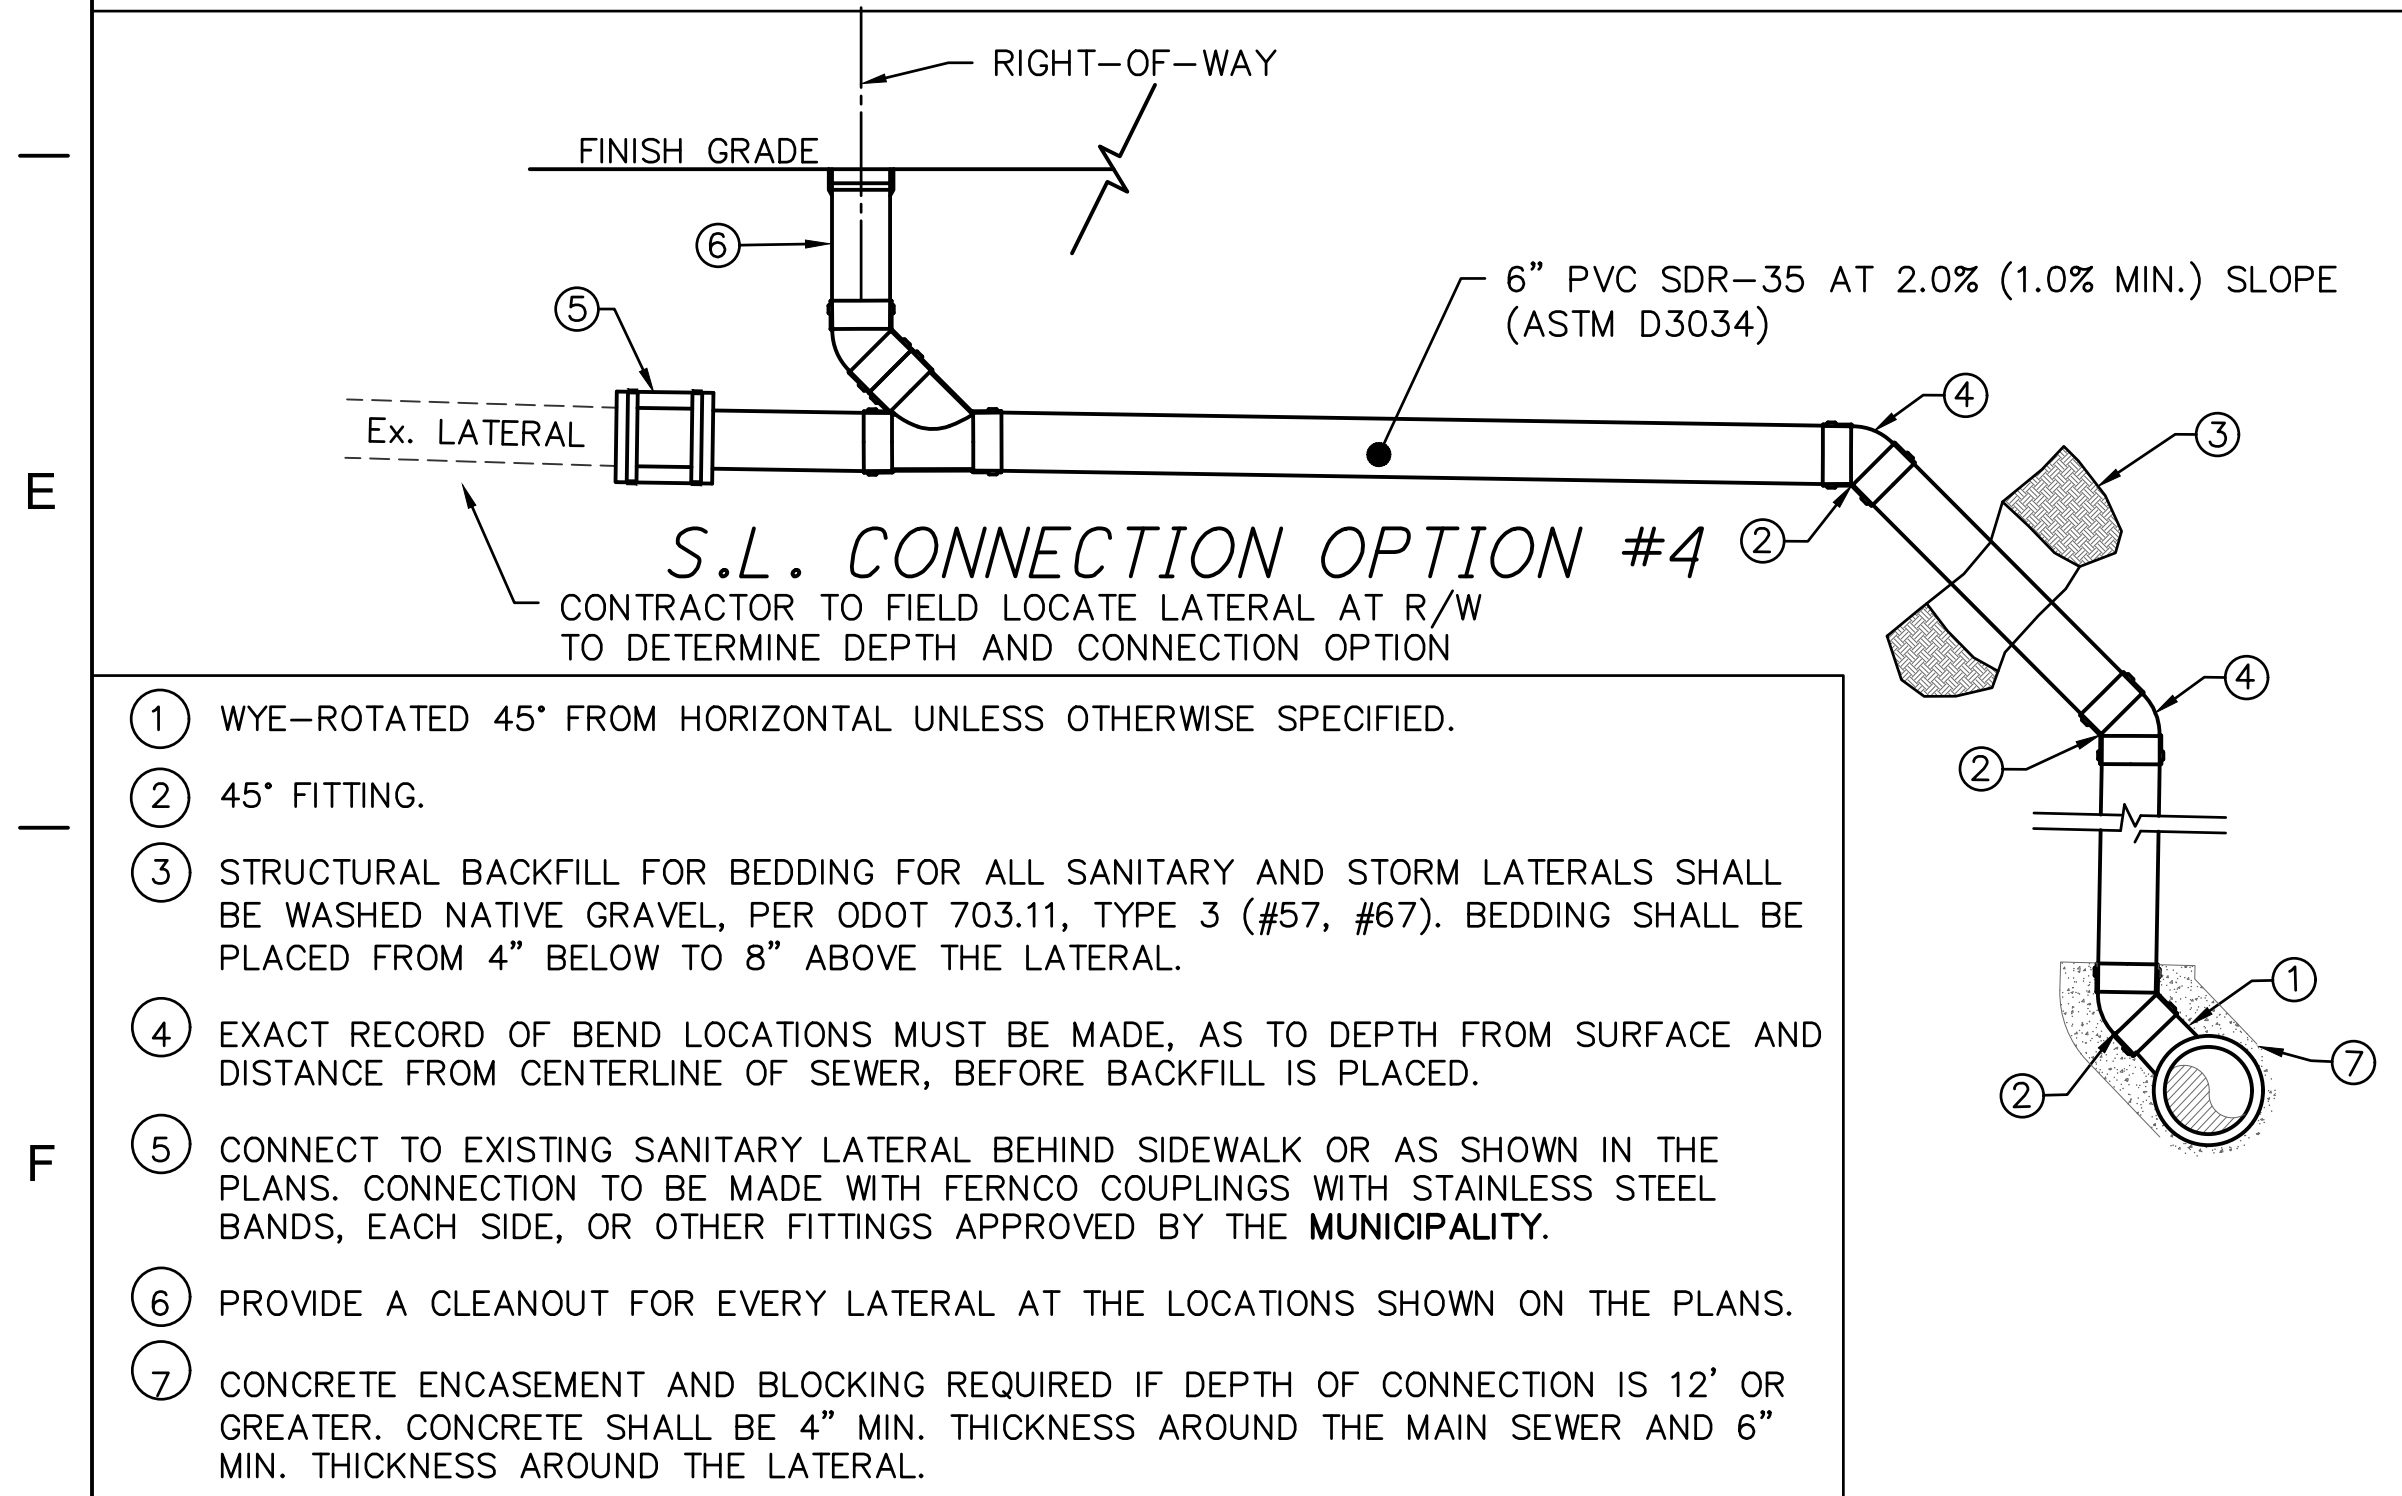 RIGHT-OF-WAY
FINISH GRADE
6
5
6" PVC SDR-35 AT 2.0% (1.0% MIN.) SLOPE
(ASTM D3034)
4
3
Ex. LATERAL
E
S.L. CONNECTION OPTION #4
2
CONTRACTOR TO FIELD LOCATE LATERAL AT R/W
TO DETERMINE DEPTH AND CONNECTION OPTION
4
2
1
7
2
1 WYE-ROTATED 45° FROM HORIZONTAL UNLESS OTHERWISE SPECIFIED.
2 45° FITTING.
3 STRUCTURAL BACKFILL FOR BEDDING FOR ALL SANITARY AND STORM LATERALS SHALL
BE WASHED NATIVE GRAVEL, PER ODOT 703.11, TYPE 3 (#57, #67). BEDDING SHALL BE
PLACED FROM 4" BELOW TO 8" ABOVE THE LATERAL.
4 EXACT RECORD OF BEND LOCATIONS MUST BE MADE, AS TO DEPTH FROM SURFACE AND
DISTANCE FROM CENTERLINE OF SEWER, BEFORE BACKFILL IS PLACED.
F
5 CONNECT TO EXISTING SANITARY LATERAL BEHIND SIDEWALK OR AS SHOWN IN THE
PLANS. CONNECTION TO BE MADE WITH FERNCO COUPLINGS WITH STAINLESS STEEL
BANDS, EACH SIDE, OR OTHER FITTINGS APPROVED BY THE MUNICIPALITY.
6 PROVIDE A CLEANOUT FOR EVERY LATERAL AT THE LOCATIONS SHOWN ON THE PLANS.
7 CONCRETE ENCASEMENT AND BLOCKING REQUIRED IF DEPTH OF CONNECTION IS 12' OR
GREATER. CONCRETE SHALL BE 4" MIN. THICKNESS AROUND THE MAIN SEWER AND 6"
MIN. THICKNESS AROUND THE LATERAL.